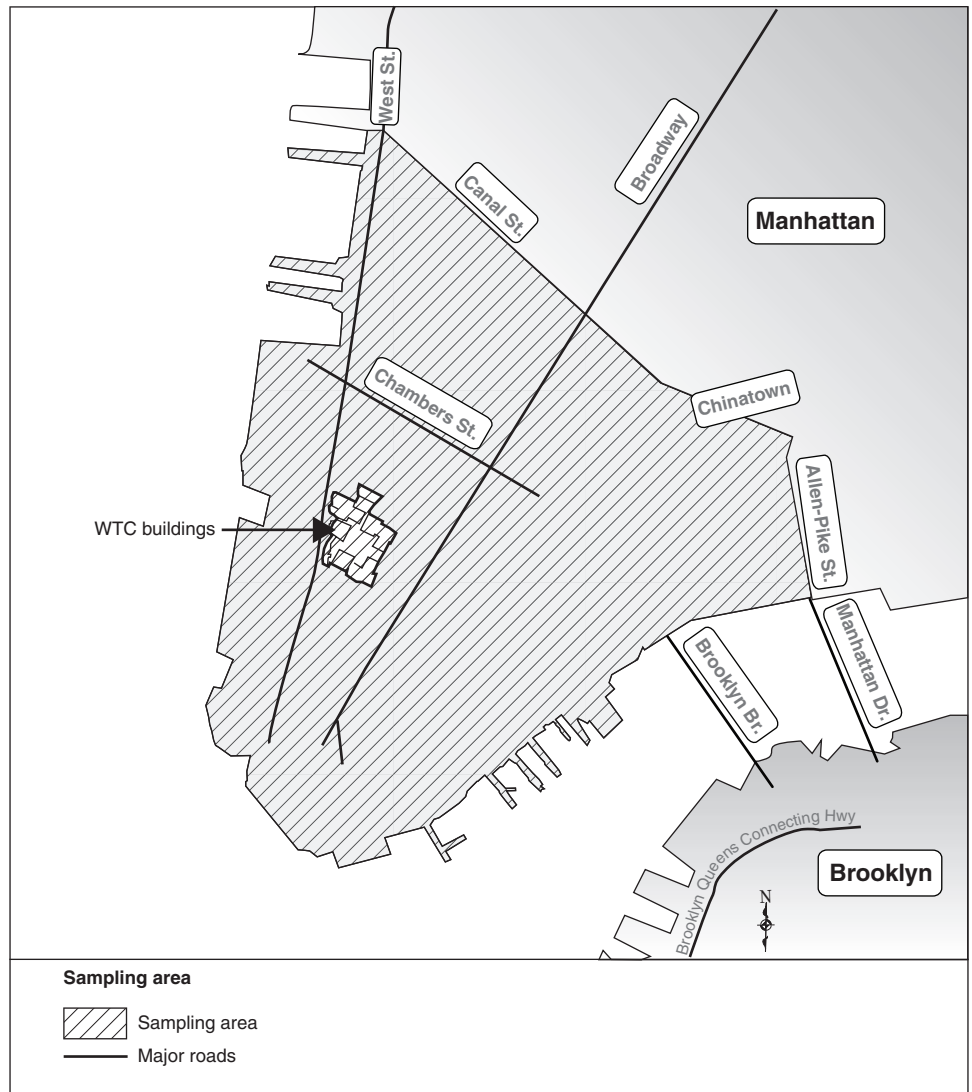 West St.
Broadway
Canal St.
Manhattan
Chambers St.
Chinatown
Allen-Pike St.
WTC buildings
Manhattan Dr.
Brooklyn Br.
Brooklyn Queens Connecting Hwy
Brooklyn
N
Sampling area
Sampling area
Major roads